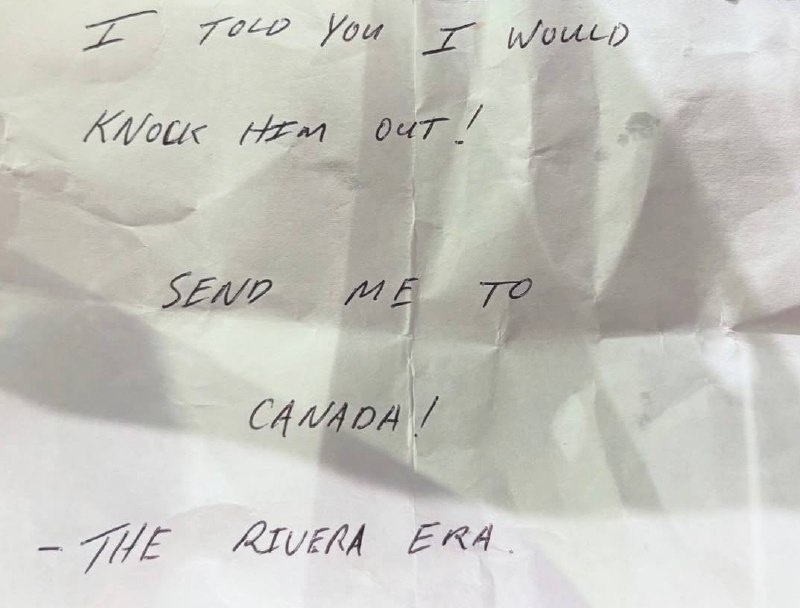 I TOLD YOU I WOULD
KNOCK HIM OUT!
SEND ME TO
CANADA!
- THE RIVERA ERA.